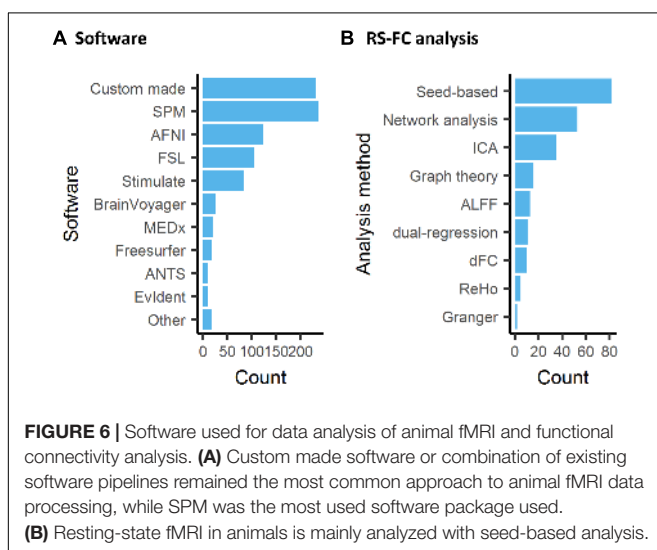 A Software
Custom made
SPM
AFNI
FSL
Stimulate
BrainVoyager
MEDx
Freesurfer
ANTS
EvIdent
Other
Software
0 50 100 150 200
Count
B RS-FC analysis
Seed-based
Network analysis
ICA
Graph theory
ALFF
dual-regression
dFC
ReHo
Granger
Analysis method
0 20 40 60 80
Count
FIGURE 6 | Software used for data analysis of animal fMRI and functional
connectivity analysis. (A) Custom made software or combination of existing
software pipelines remained the most common approach to animal fMRI data
processing, while SPM was the most used software package used.
(B) Resting-state fMRI in animals is mainly analyzed with seed-based analysis.